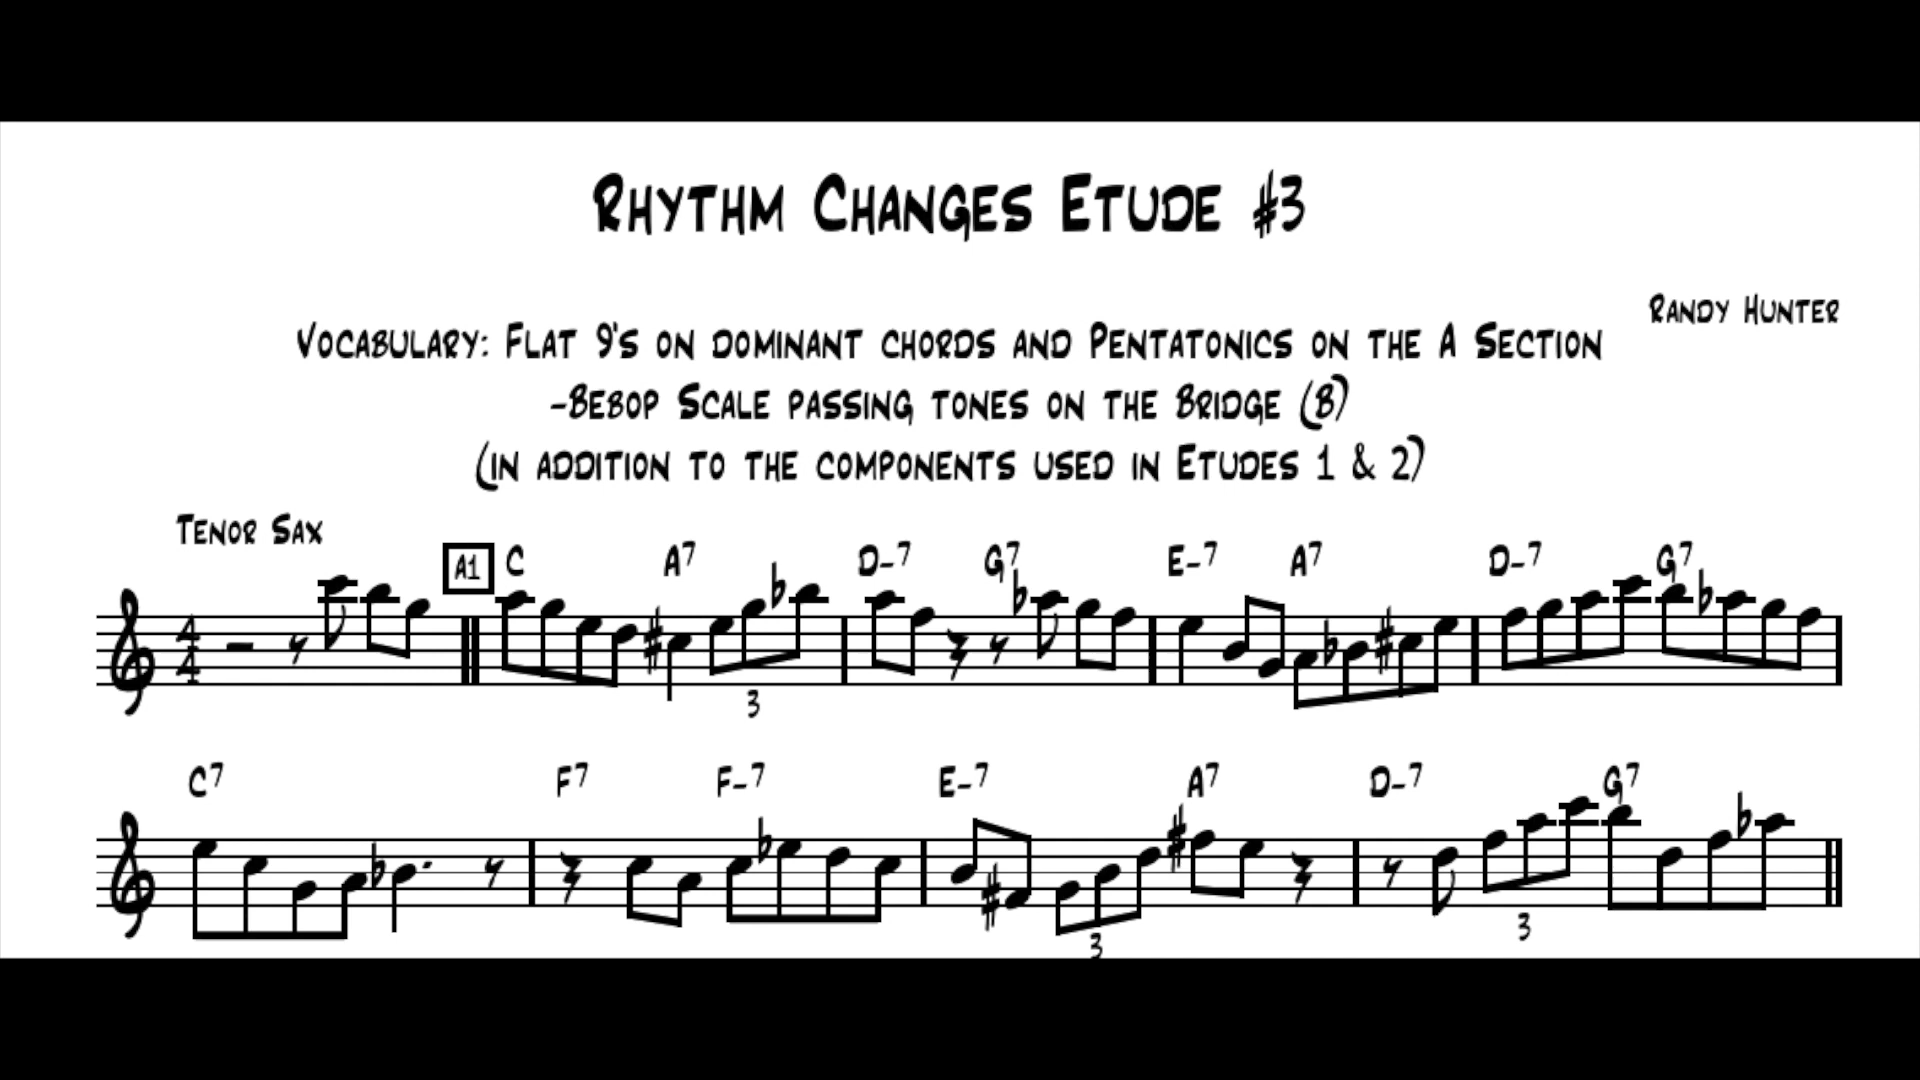 Rhythm Changes Etude #3
Randy Hunter
Vocabulary: Flat 9's on dominant chords and Pentatonics on the A Section
-Bebop Scale passing tones on the Bridge (B)
(in addition to the components used in Etudes 1 & 2)
Tenor Sax
A1 C A7 D-7 G7 E-7 A7 D-7 G7
4
4
3
C7 F7 F-7 E-7 A7 D-7 G7
3 3